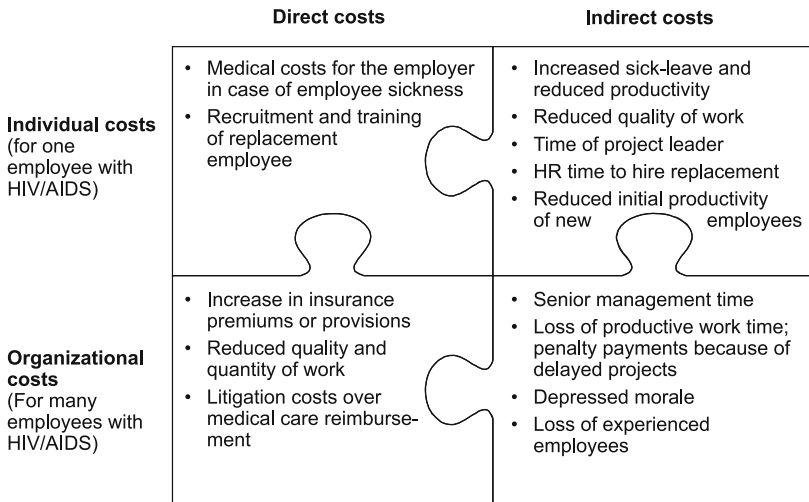 Direct costs
Indirect costs
Individual costs
(for one
employee with
HIV/AIDS)
• Medical costs for the employer
in case of employee sickness
• Recruitment and training
of replacement
employee
• Increased sick-leave and
reduced productivity
• Reduced quality of work
• Time of project leader
• HR time to hire replacement
• Reduced initial productivity
of new employees
Organizational
costs
(For many
employees with
HIV/AIDS)
• Increase in insurance
premiums or provisions
• Reduced quality and
quantity of work
• Litigation costs over
medical care reimburse-
ment
• Senior management time
• Loss of productive work time;
penalty payments because of
delayed projects
• Depressed morale
• Loss of experienced
employees